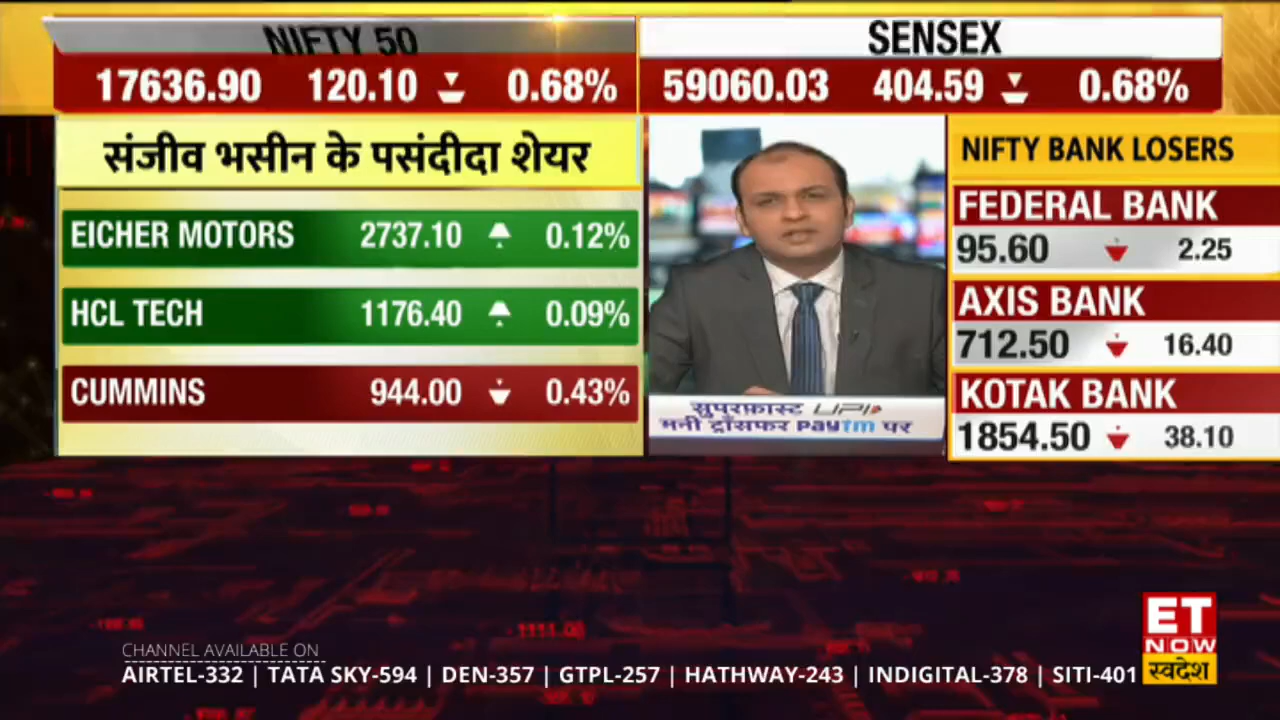 NIFTY 50
17636.90 120.10 0.68%
SENSEX
59060.03 404.59 0.68%
संजीव भसीन के पसंदीदा शेयर
EICHER MOTORS 2737.10 0.12%
HCL TECH 1176.40 0.09%
CUMMINS 944.00 0.43%
सुपरफ़ास्ट UPI
मनी ट्राँसफर paytm पर
NIFTY BANK LOSERS
FEDERAL BANK
95.60 2.25
AXIS BANK
712.50 16.40
KOTAK BANK
1854.50 38.10
CHANNEL AVAILABLE ON
AIRTEL-332 | TATA SKY-594 | DEN-357 | GTPL-257 | HATHWAY-243 | INDIGITAL-378 | SITI-401
ET
NOW
स्वदेश